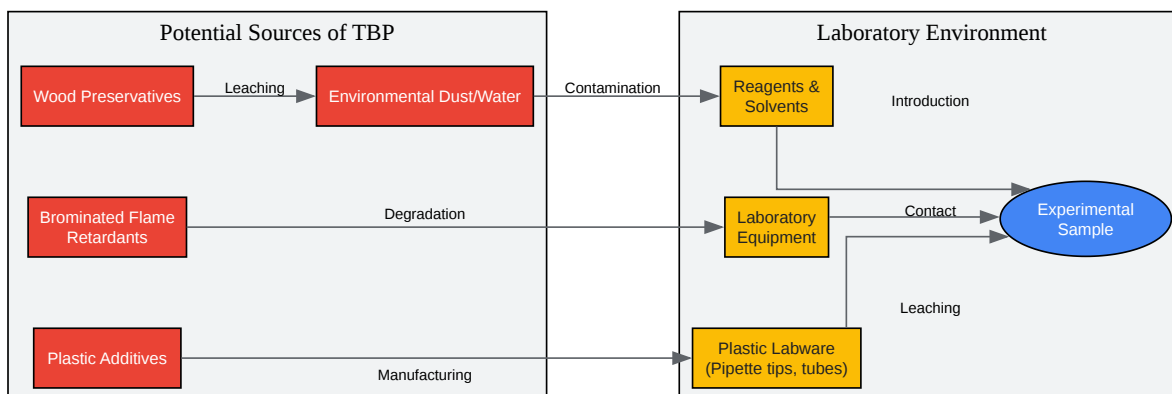 Potential Sources of TBP
Laboratory Environment
Wood Preservatives
Leaching
Environmental Dust/Water
Contamination
Reagents &
Solvents
Introduction
Brominated Flame
Retardants
Degradation
Laboratory
Equipment
Contact
Experimental
Sample
Leaching
Plastic Additives
Manufacturing
Plastic Labware
(Pipette tips, tubes)